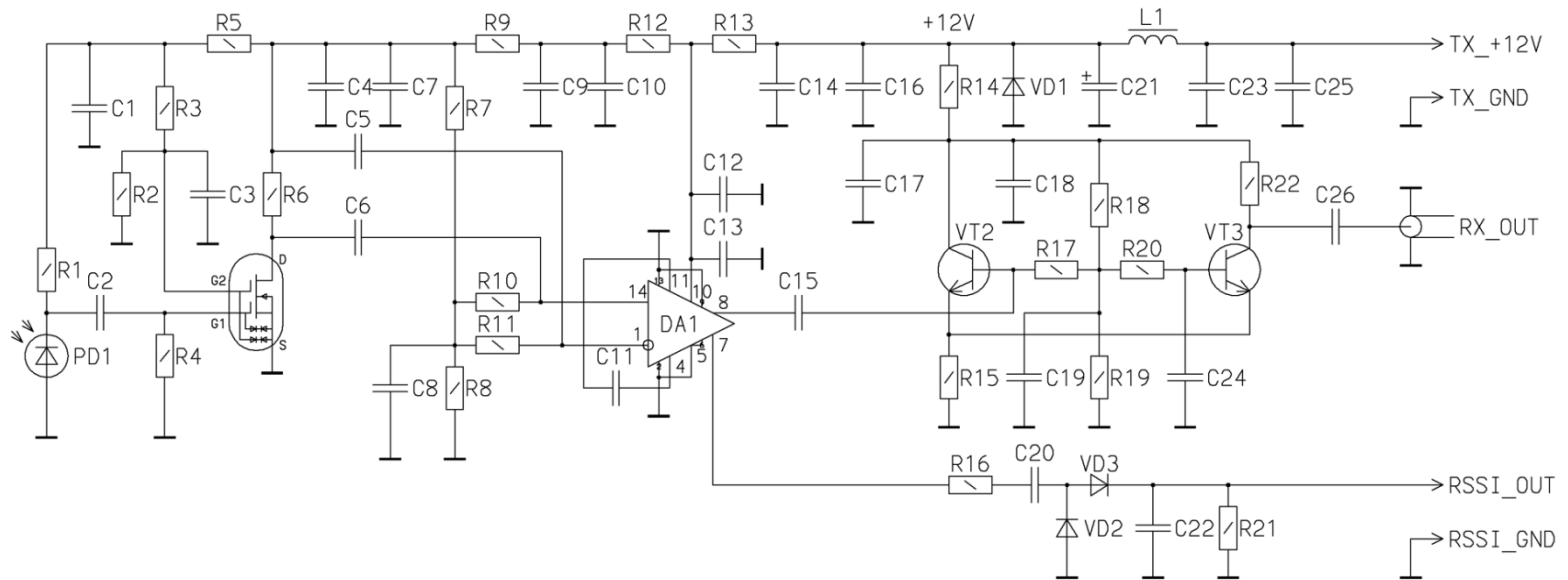 R5
R9
R12
R13
+12V
L1
TX_+12V
C1
R3
C4
C7
R7
C9
C10
C14
C16
R14
VD1
+
C21
C23
C25
TX_GND
C5
R2
C3
R6
C12
C17
C18
R18
R22
C6
C13
VT2
VT3
C26
RX_OUT
R1
C2
G2
D
R10
14
13
11
10
9
8
C15
R17
R20
G1
S
R11
1
DA1
PD1
R4
C8
R8
C11
2
4
5
7
R15
C19
R19
C24
R16
C20
VD3
RSSI_OUT
VD2
C22
R21
RSSI_GND